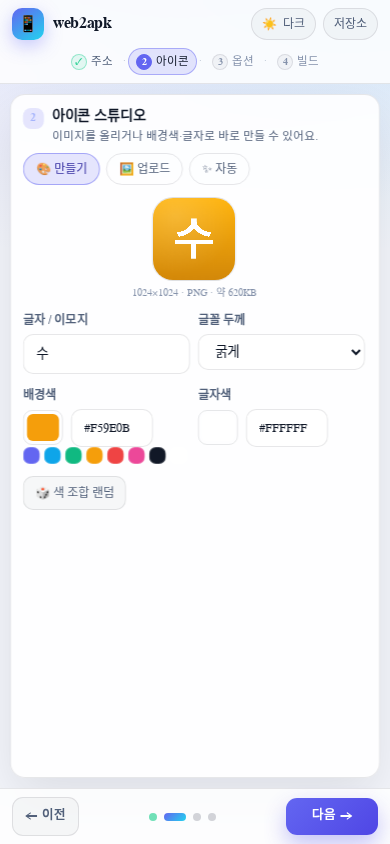 web2apk
☀️ 다크
저장소
✓ 주소
2 아이콘
3 옵션
4 빌드
2 아이콘 스튜디오
이미지를 올리거나 배경색·글자로 바로 만들 수 있어요.
🎨 만들기
🖼️ 업로드
✨ 자동
수
1024×1024 · PNG · 약 620KB
글자 / 이모지
글꼴 두께
수
굵게
배경색
글자색
#F59E0B
#FFFFFF
🎲 색 조합 랜덤
← 이전
다음 →